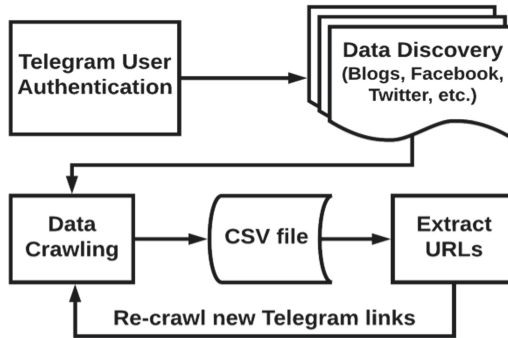 Telegram User
Authentication
Data Discovery
(Blogs, Facebook,
Twitter, etc.)
Data
Crawling
CSV file
Extract
URLs
Re-crawl new Telegram links